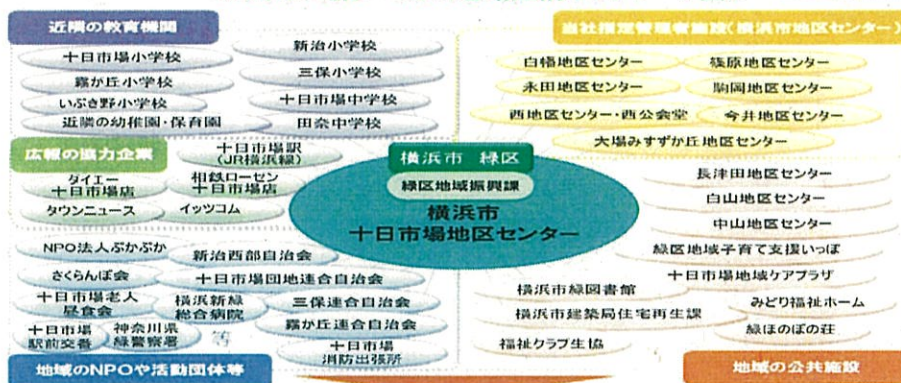 近隣の教育機関
十日市場小学校
霧が丘小学校
いぶき野小学校
近隣の幼稚園・保育園
新治小学校
三保小学校
十日市場中学校
田奈中学校
当社指定管理者施設(横浜市地区センター)
白幡地区センター
永田地区センター
西地区センター・西公会堂
篠原地区センター
駒岡地区センター
今井地区センター
大場みすずが丘地区センター
広報の協力企業
十日市場駅
(JR横浜線)
ダイエー
十日市場店
相鉄ローゼン
十日市場店
タウンニュース
イッツコム
横浜市 緑区
緑区地域振興課
横浜市
十日市場地区センター
長津田地区センター
白山地区センター
中山地区センター
緑区地域子育て支援いっぽ
十日市場地域ケアプラザ
横浜市緑図書館
みどり福祉ホーム
横浜市建築局住宅再生課
緑ほのぼの荘
福祉クラブ生協
地域の公共施設
NPO法人ぷかぷか
新治西部自治会
さくらんぼ会
十日市場団地連合自治会
十日市場老人
昼食会
横浜新緑
総合病院
三保連合自治会
霧が丘連合自治会
十日市場
駅前交番
神奈川県
緑警察署
等
十日市場
消防出張所
地域のNPOや活動団体等